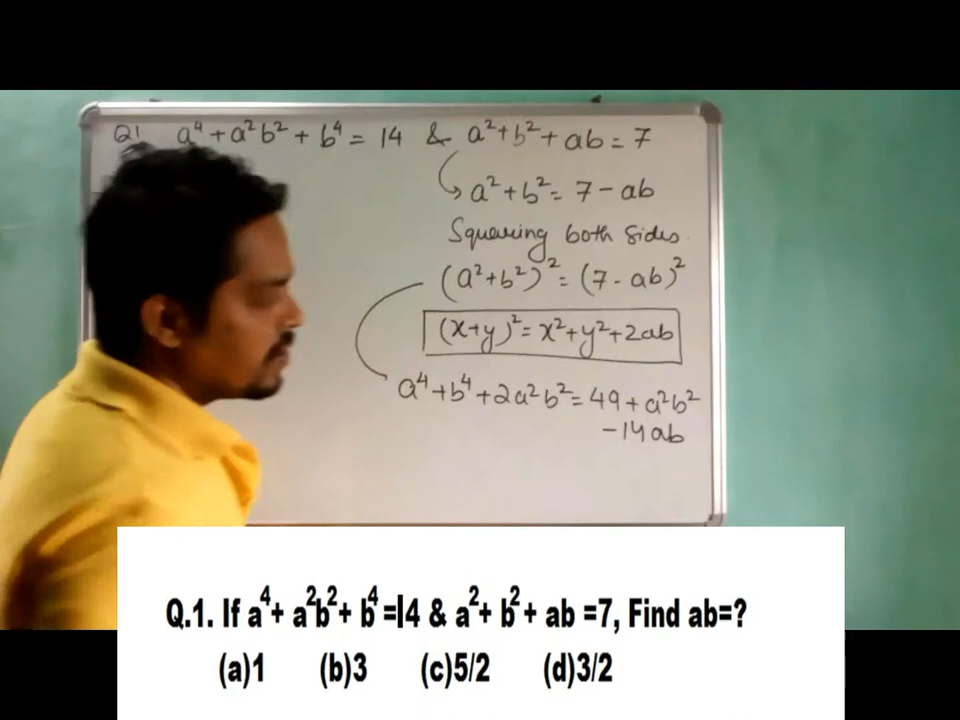 Q1 a⁴ + a²b² + b⁴ = 14 & a² + b² + ab = 7
a² + b² = 7 - ab
Squaring both sides.
(a² + b²)² = (7 - ab)²
(x+y)² = x² + y² + 2ab
a⁴ + b⁴ + 2a²b² = 49 + a²b²
- 14 ab
Q.1. If a⁴+ a²b²+ b⁴ =14 & a²+ b²+ ab =7, Find ab=?
(a)1 (b)3 (c)5/2 (d)3/2